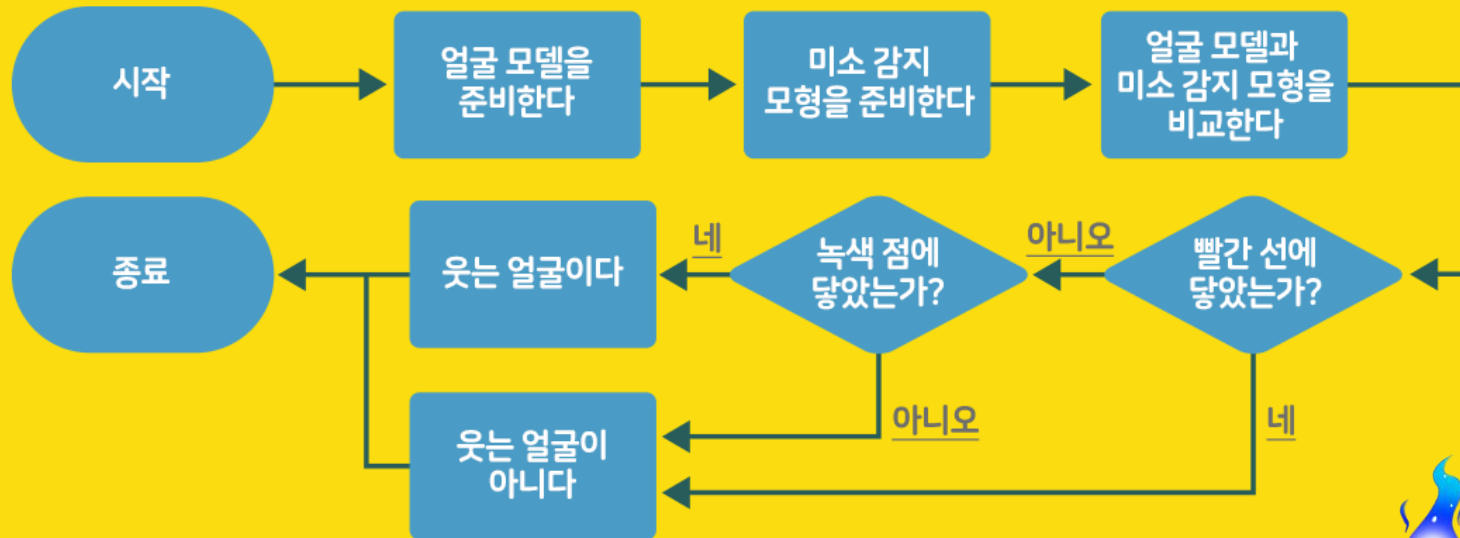 시작
얼굴 모델을
준비한다
미소 감지
모형을 준비한다
얼굴 모델과
미소 감지 모형을
비교한다
빨간 선에
닿았는가?
아니오
네
녹색 점에
닿았는가?
네
아니오
웃는 얼굴이다
웃는 얼굴이
아니다
종료